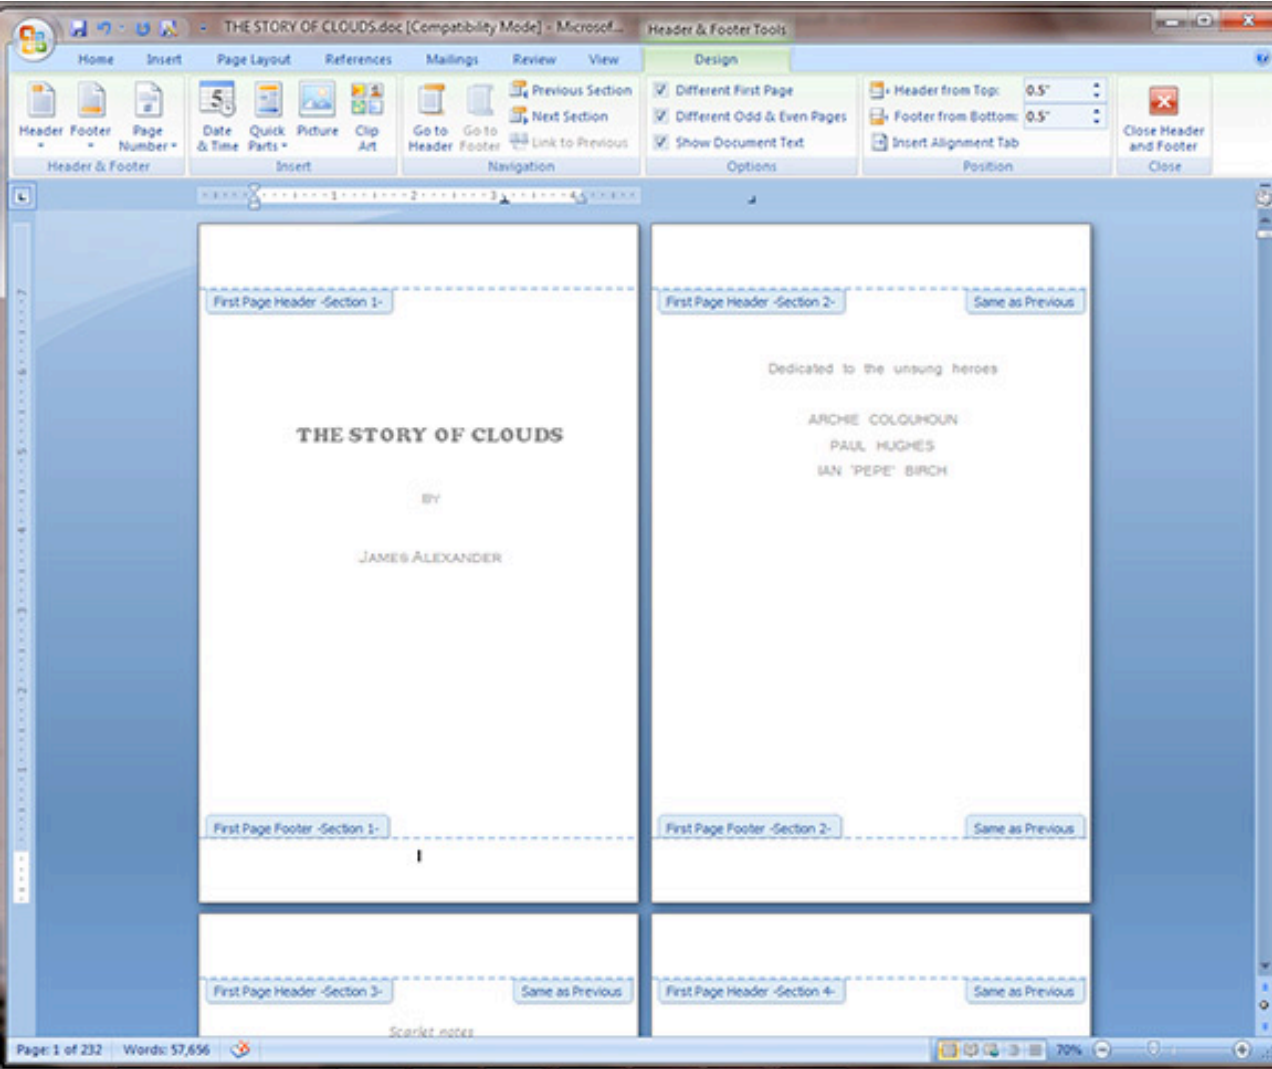 THE STORY OF CLOUDS.doc [Compatibility Mode] - Microsof...
Header & Footer Tools
Home Insert Page Layout References Mailings Review View Design
Header Footer Page Number
Date & Time Quick Parts Picture Clip Art
Go to Header Go to Footer
Previous Section
Next Section
Link to Previous
Different First Page
Different Odd & Even Pages
Show Document Text
Header from Top: 0.5"
Footer from Bottom: 0.5"
Insert Alignment Tab
Close Header and Footer
Header & Footer Insert Navigation Options Position Close
First Page Header -Section 1-
THE STORY OF CLOUDS
BY
JAMES ALEXANDER
First Page Footer -Section 1-
First Page Header -Section 2- Same as Previous
Dedicated to the unsung heroes
ARCHIE COLQUHOUN
PAUL HUGHES
IAN "PEPE" BIRCH
First Page Footer -Section 2- Same as Previous
First Page Header -Section 3- Same as Previous
Scarlet notes
First Page Header -Section 4- Same as Previous
Page: 1 of 232 Words: 57,656 70%